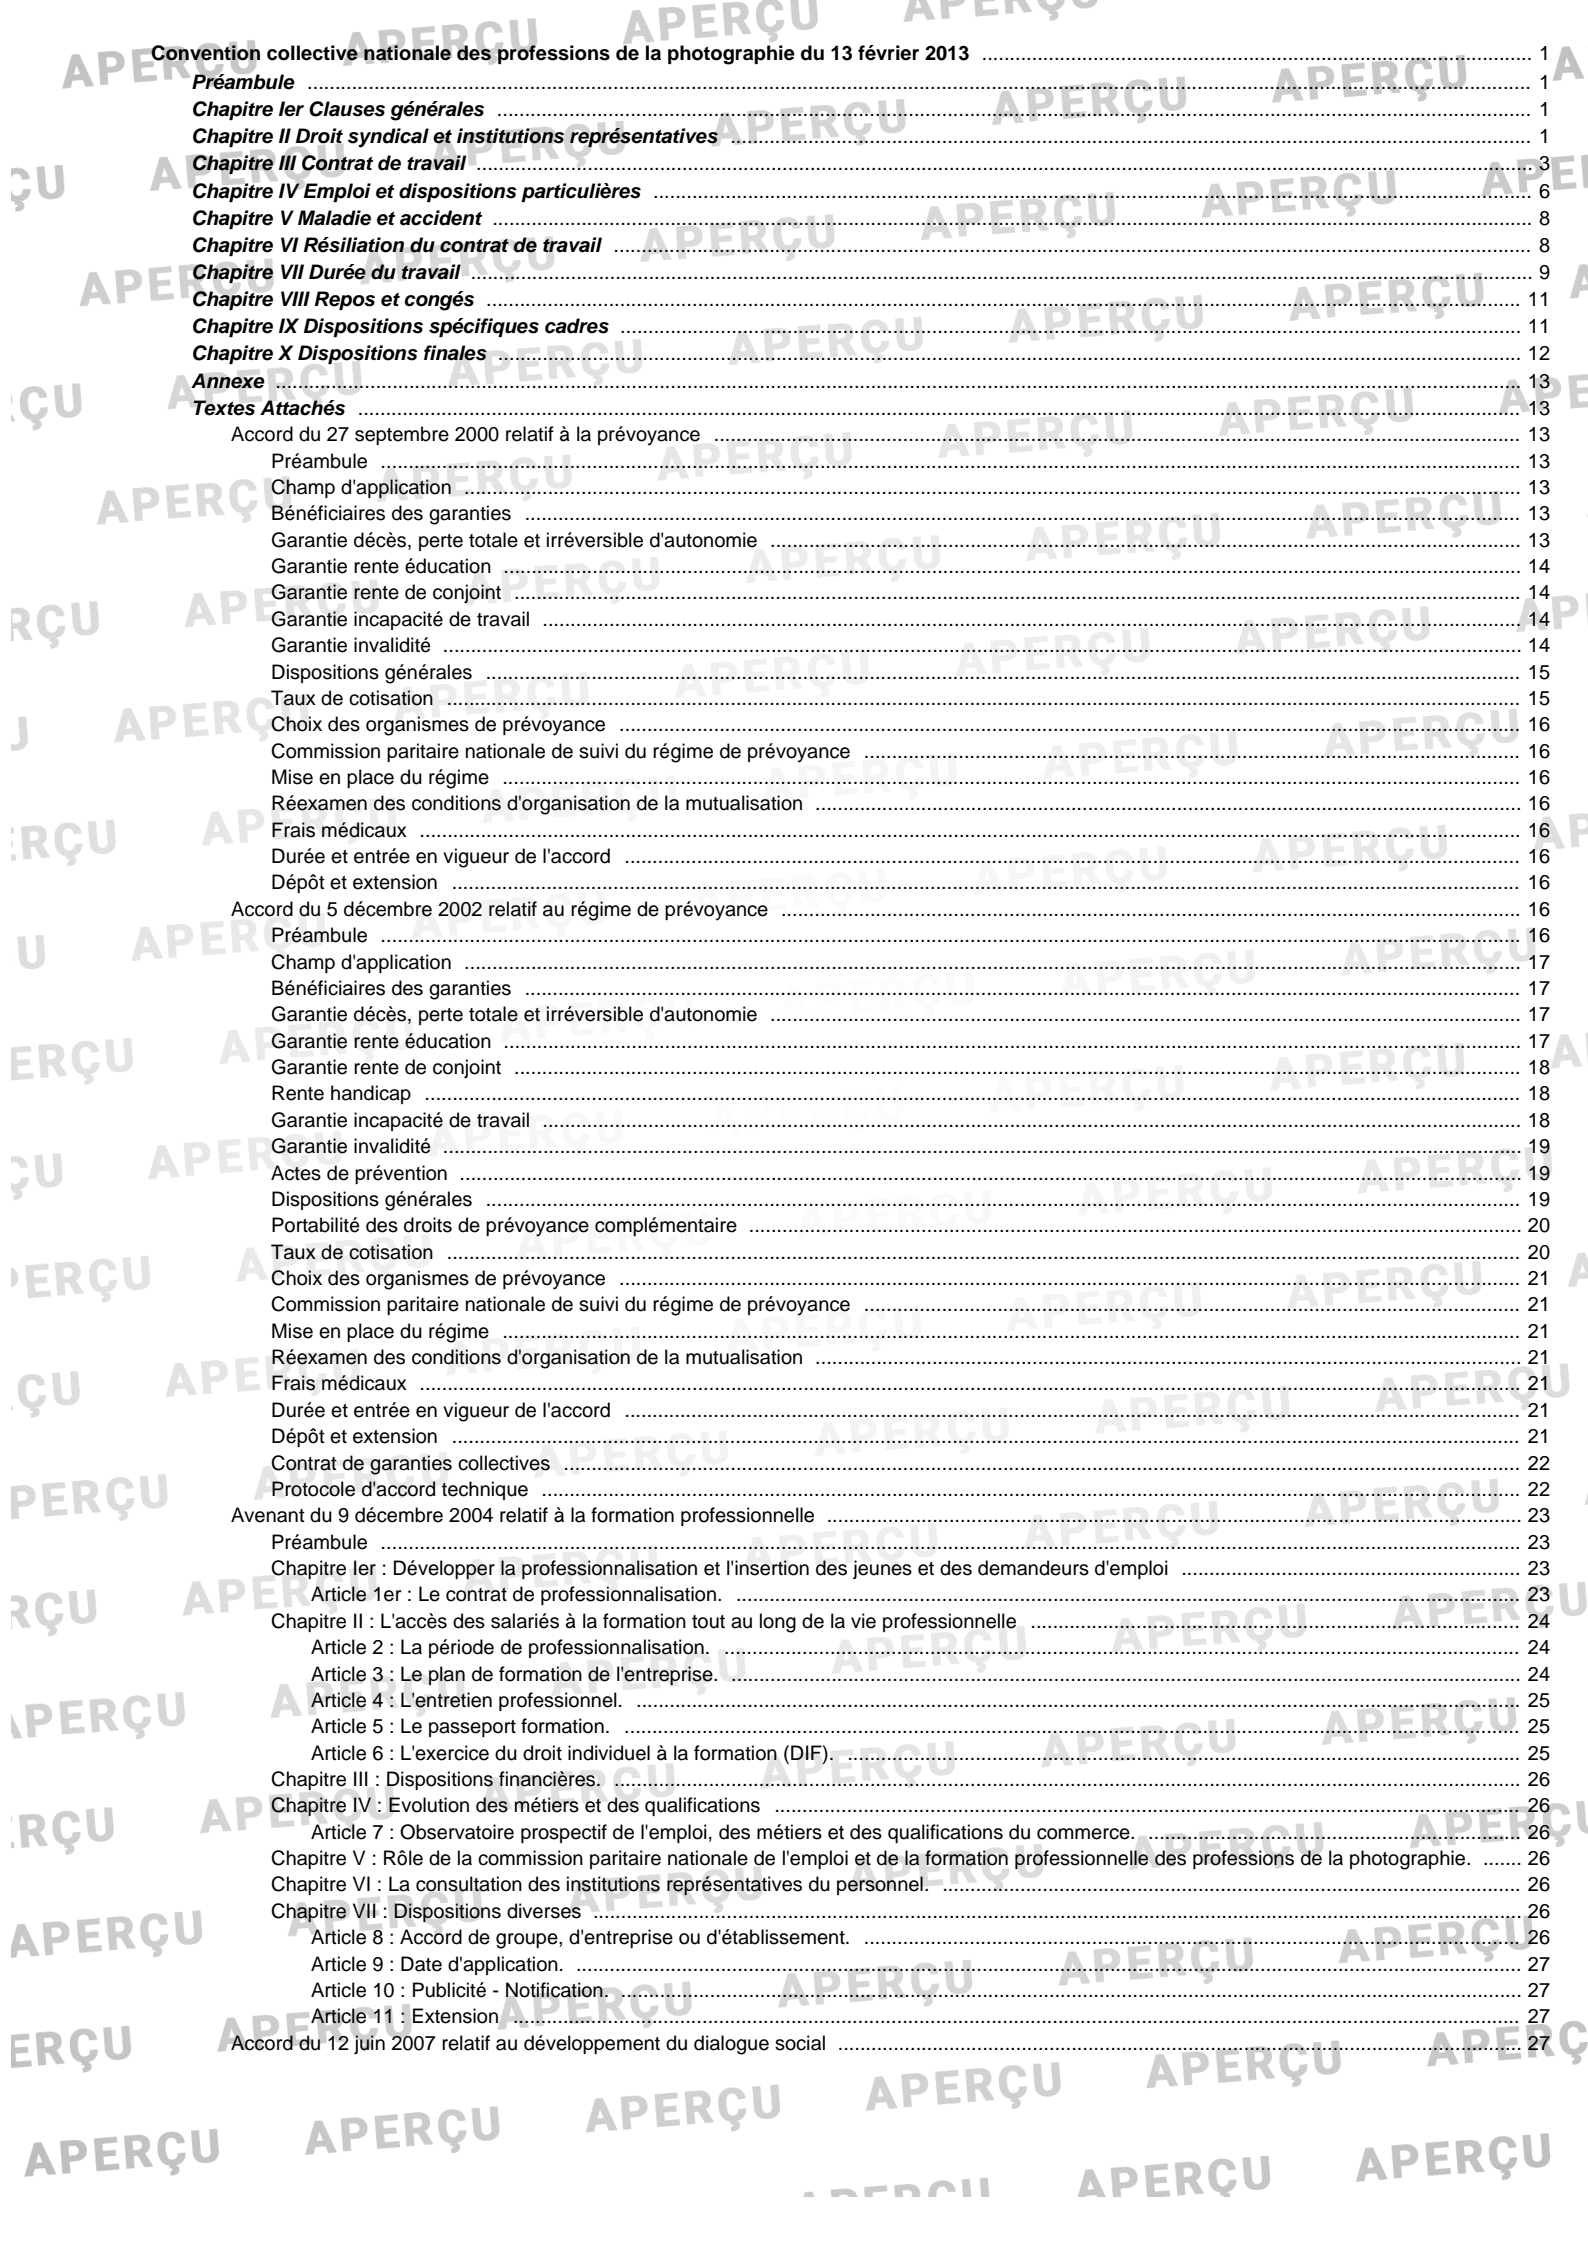 Convention collective nationale des professions de la photographie du 13 février 2013 ... 1
Préambule ... 1
Chapitre Ier Clauses générales ... 1
Chapitre II Droit syndical et institutions représentatives ... 1
Chapitre III Contrat de travail ... 3
Chapitre IV Emploi et dispositions particulières ... 6
Chapitre V Maladie et accident ... 8
Chapitre VI Résiliation du contrat de travail ... 8
Chapitre VII Durée du travail ... 9
Chapitre VIII Repos et congés ... 11
Chapitre IX Dispositions spécifiques cadres ... 11
Chapitre X Dispositions finales ... 12
Annexe ... 13
Textes Attachés ... 13
Accord du 27 septembre 2000 relatif à la prévoyance ... 13
Préambule ... 13
Champ d'application ... 13
Bénéficiaires des garanties ... 13
Garantie décès, perte totale et irréversible d'autonomie ... 13
Garantie rente éducation ... 14
Garantie rente de conjoint ... 14
Garantie incapacité de travail ... 14
Garantie invalidité ... 14
Dispositions générales ... 15
Taux de cotisation ... 15
Choix des organismes de prévoyance ... 16
Commission paritaire nationale de suivi du régime de prévoyance ... 16
Mise en place du régime ... 16
Réexamen des conditions d'organisation de la mutualisation ... 16
Frais médicaux ... 16
Durée et entrée en vigueur de l'accord ... 16
Dépôt et extension ... 16
Accord du 5 décembre 2002 relatif au régime de prévoyance ... 16
Préambule ... 16
Champ d'application ... 17
Bénéficiaires des garanties ... 17
Garantie décès, perte totale et irréversible d'autonomie ... 17
Garantie rente éducation ... 17
Garantie rente de conjoint ... 18
Rente handicap ... 18
Garantie incapacité de travail ... 18
Garantie invalidité ... 19
Actes de prévention ... 19
Dispositions générales ... 19
Portabilité des droits de prévoyance complémentaire ... 20
Taux de cotisation ... 20
Choix des organismes de prévoyance ... 21
Commission paritaire nationale de suivi du régime de prévoyance ... 21
Mise en place du régime ... 21
Réexamen des conditions d'organisation de la mutualisation ... 21
Frais médicaux ... 21
Durée et entrée en vigueur de l'accord ... 21
Dépôt et extension ... 21
Contrat de garanties collectives ... 22
Protocole d'accord technique ... 22
Avenant du 9 décembre 2004 relatif à la formation professionnelle ... 23
Préambule ... 23
Chapitre Ier : Développer la professionnalisation et l'insertion des jeunes et des demandeurs d'emploi ... 23
Article 1er : Le contrat de professionnalisation. ... 23
Chapitre II : L'accès des salariés à la formation tout au long de la vie professionnelle ... 24
Article 2 : La période de professionnalisation. ... 24
Article 3 : Le plan de formation de l'entreprise. ... 24
Article 4 : L'entretien professionnel. ... 25
Article 5 : Le passeport formation. ... 25
Article 6 : L'exercice du droit individuel à la formation (DIF). ... 25
Chapitre III : Dispositions financières. ... 26
Chapitre IV : Evolution des métiers et des qualifications ... 26
Article 7 : Observatoire prospectif de l'emploi, des métiers et des qualifications du commerce. ... 26
Chapitre V : Rôle de la commission paritaire nationale de l'emploi et de la formation professionnelle des professions de la photographie. ... 26
Chapitre VI : La consultation des institutions représentatives du personnel. ... 26
Chapitre VII : Dispositions diverses ... 26
Article 8 : Accord de groupe, d'entreprise ou d'établissement. ... 26
Article 9 : Date d'application. ... 27
Article 10 : Publicité - Notification. ... 27
Article 11 : Extension ... 27
Accord du 12 juin 2007 relatif au développement du dialogue social ... 27
APERÇU